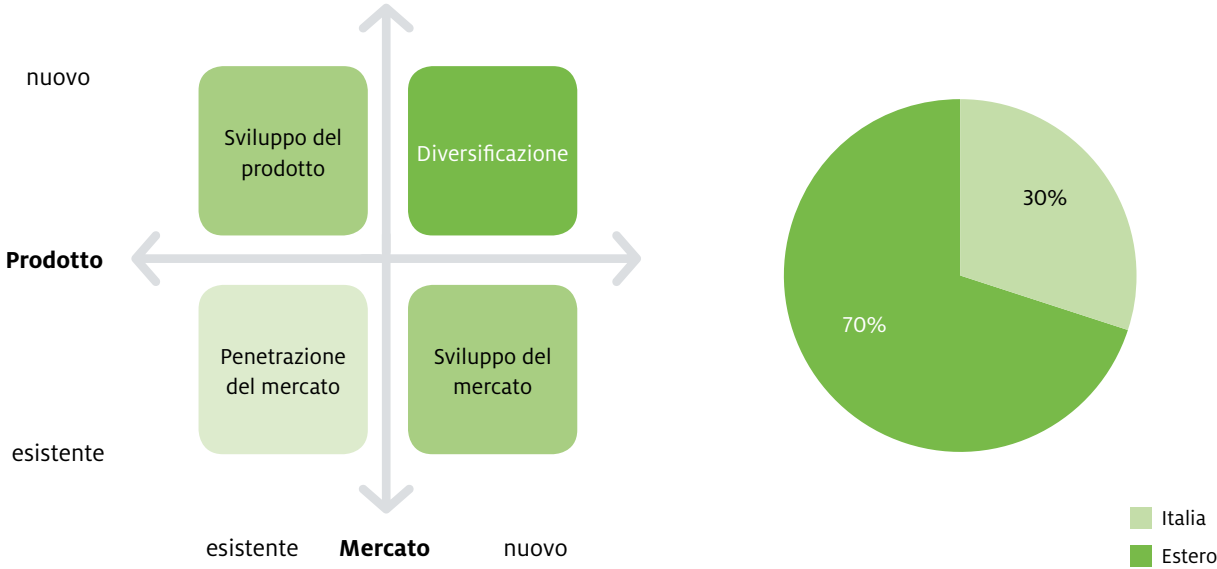 nuovo
Sviluppo del
prodotto
Diversificazione
Prodotto
Penetrazione
del mercato
Sviluppo del
mercato
esistente
esistente
Mercato
nuovo
30%
70%
Italia
Estero